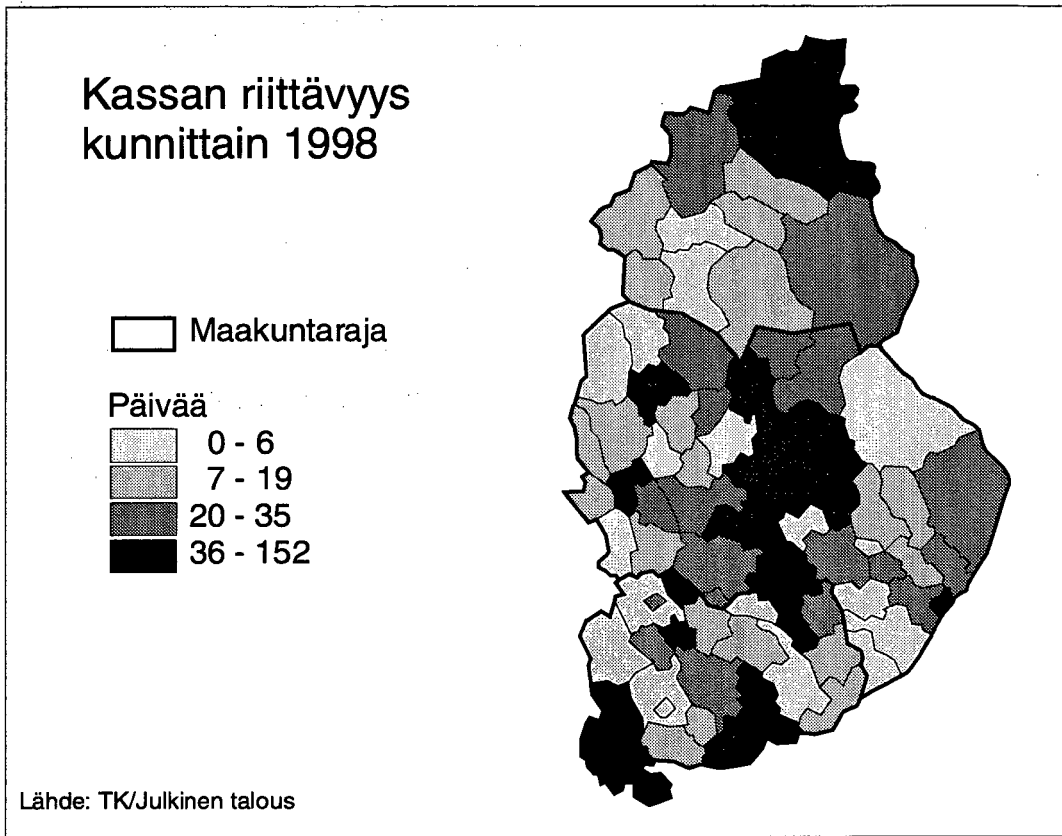 Kassan riittävyys
kunnittain 1998
Maakuntaraja
Päivää
0 - 6
7 - 19
20 - 35
36 - 152
Lähde: TK/Julkinen talous